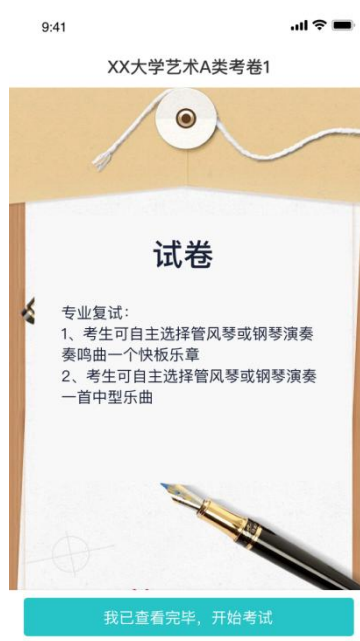 9:41
XX大学艺术A类考卷1
试卷
专业复试：
1、考生可自主选择管风琴或钢琴演奏
奏鸣曲一个快板乐章
2、考生可自主选择管风琴或钢琴演奏
一首中型乐曲
我已查看完毕，开始考试